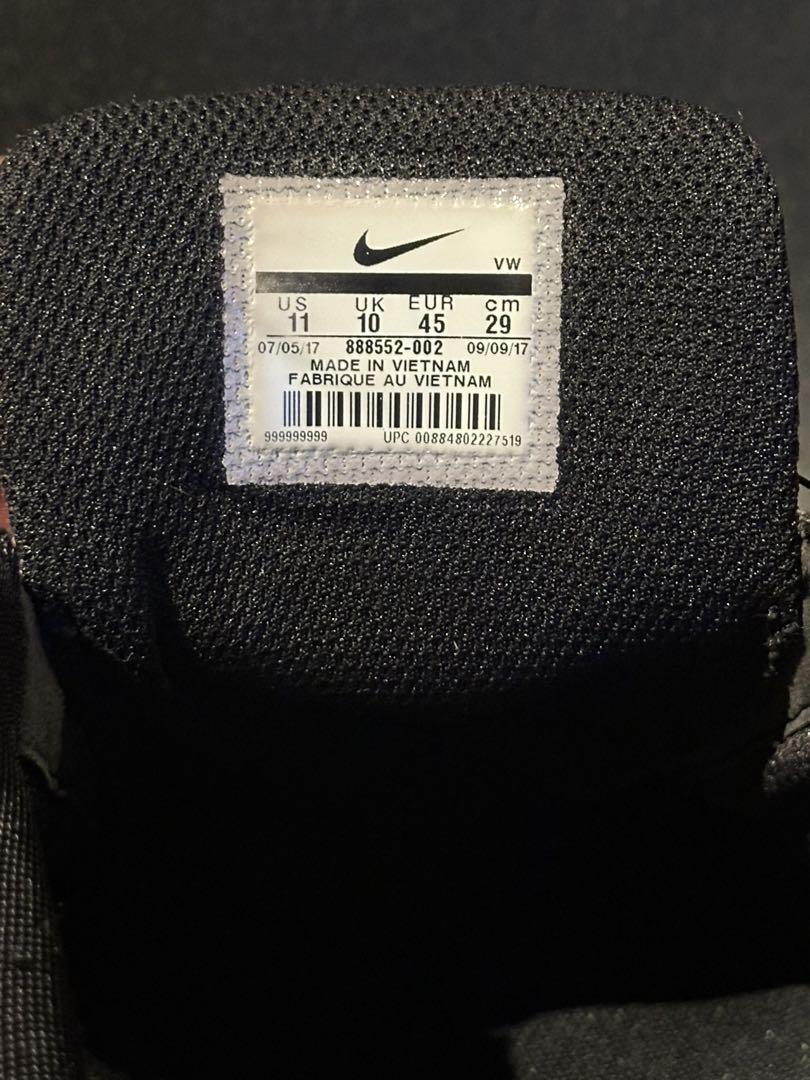 VW
US UK EUR cm
11 10 45 29
07/05/17 888552-002 09/09/17
MADE IN VIETNAM
FABRIQUE AU VIETNAM
999999999 UPC 00884802227519